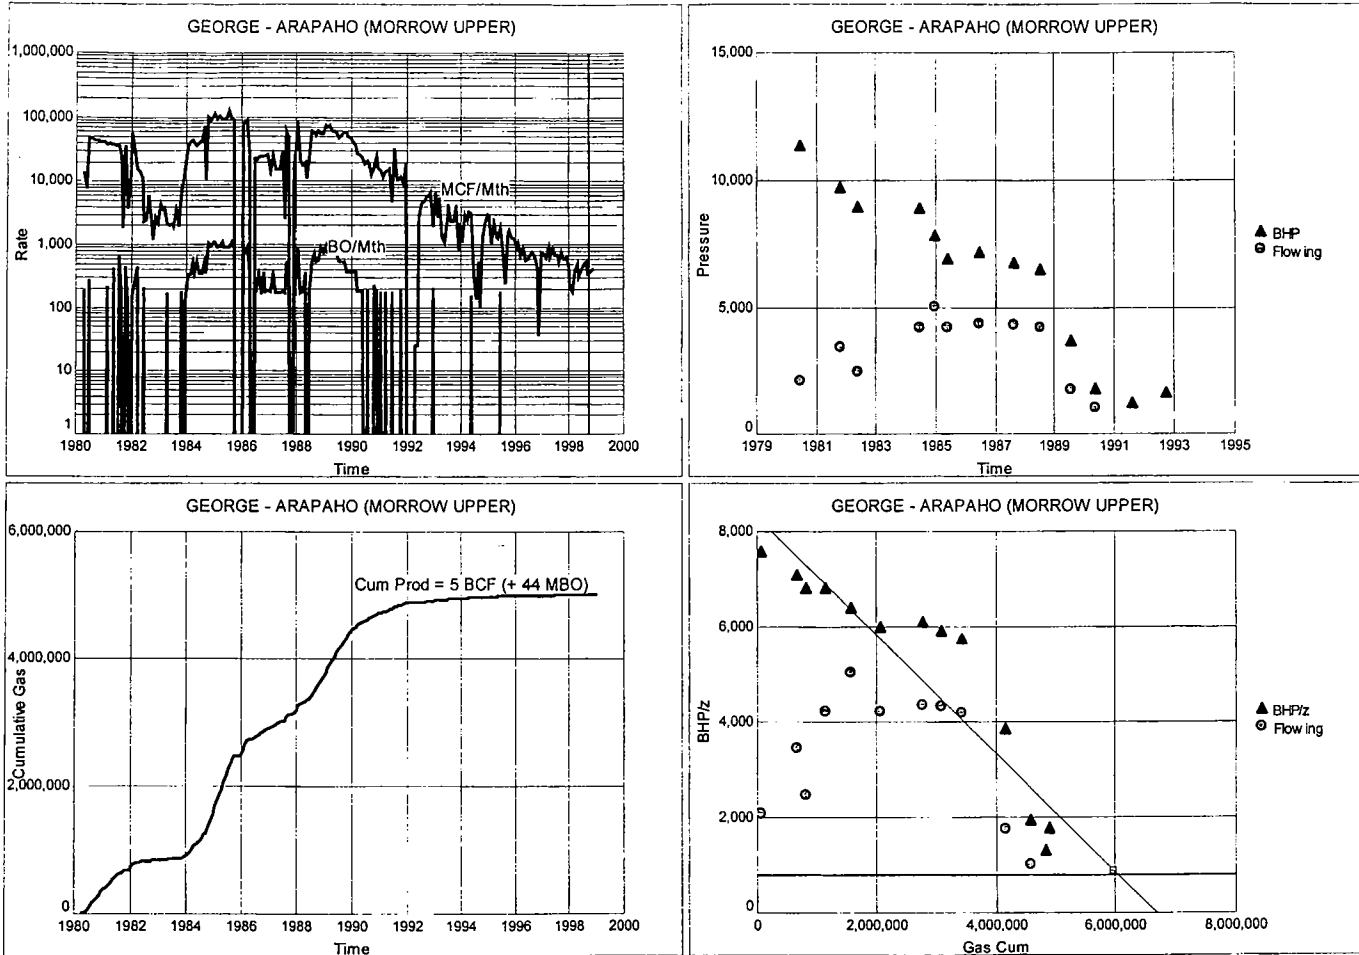 GEORGE - ARAPAHO (MORROW UPPER)
1,000,000
100,000
10,000
1,000
100
10
1
Rate
MCF/Mth
BO/Mth
1980 1982 1984 1986 1988 1990 1992 1994 1996 1998 2000
Time
GEORGE - ARAPAHO (MORROW UPPER)
15,000
10,000
5,000
0
Pressure
1979 1981 1983 1985 1987 1989 1991 1993 1995
Time
BHP
Flowing
GEORGE - ARAPAHO (MORROW UPPER)
6,000,000
4,000,000
2,000,000
0
Cumulative Gas
Cum Prod = 5 BCF (+ 44 MBO)
1980 1982 1984 1986 1988 1990 1992 1994 1996 1998 2000
Time
GEORGE - ARAPAHO (MORROW UPPER)
8,000
6,000
4,000
2,000
0
BHP/z
0 2,000,000 4,000,000 6,000,000 8,000,000
Gas Cum
BHP/z
Flowing